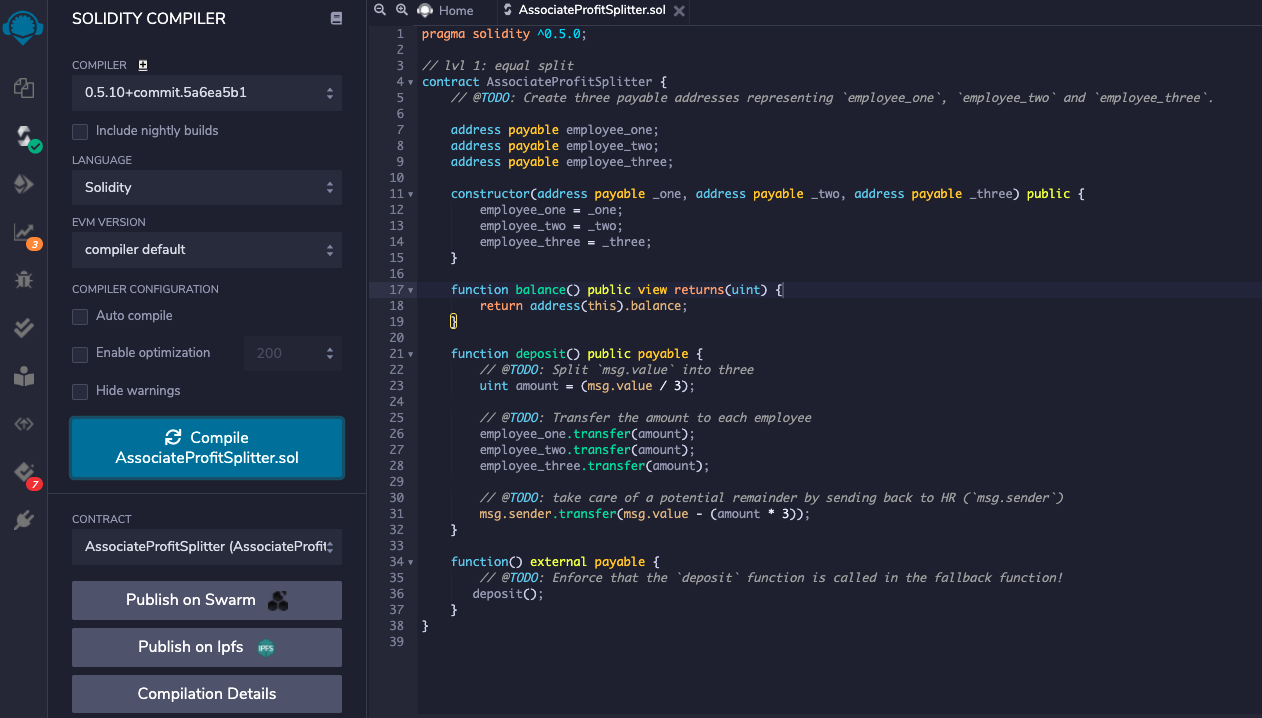 SOLIDITY COMPILER
COMPILER
0.5.10+commit.5a6ea5b1
Include nightly builds
LANGUAGE
Solidity
EVM VERSION
compiler default
COMPILER CONFIGURATION
Auto compile
Enable optimization
200
Hide warnings
Compile
AssociateProfitSplitter.sol
CONTRACT
AssociateProfitSplitter (AssociateProfit
Publish on Swarm
Publish on Ipfs
IPFS
Compilation Details
3
7
Home
AssociateProfitSplitter.sol
1 pragma solidity ^0.5.0;
2
3 // lvl 1: equal split
4 contract AssociateProfitSplitter {
5 // @TODO: Create three payable addresses representing `employee_one`, `employee_two` and `employee_three`.
6
7 address payable employee_one;
8 address payable employee_two;
9 address payable employee_three;
10
11 constructor(address payable _one, address payable _two, address payable _three) public {
12 employee_one = _one;
13 employee_two = _two;
14 employee_three = _three;
15 }
16
17 function balance() public view returns(uint) {
18 return address(this).balance;
19 }
20
21 function deposit() public payable {
22 // @TODO: Split `msg.value` into three
23 uint amount = (msg.value / 3);
24
25 // @TODO: Transfer the amount to each employee
26 employee_one.transfer(amount);
27 employee_two.transfer(amount);
28 employee_three.transfer(amount);
29
30 // @TODO: take care of a potential remainder by sending back to HR (`msg.sender`)
31 msg.sender.transfer(msg.value - (amount * 3));
32 }
33
34 function() external payable {
35 // @TODO: Enforce that the `deposit` function is called in the fallback function!
36 deposit();
37 }
38 }
39